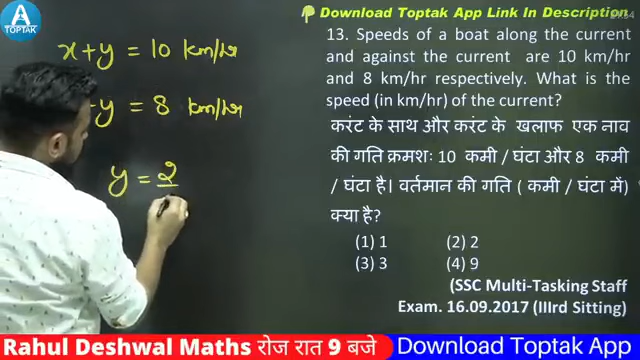 A
TOPTAK
Download Toptak App Link In Description
13. Speeds of a boat along the current
and against the current are 10 km/hr
and 8 km/hr respectively. What is the
speed (in km/hr) of the current?
करंट के साथ और करंट के खलाफ एक नाव
की गति क्रमशः 10 कमी / घंटा और 8 कमी
/ घंटा है। वर्तमान की गति ( कमी / घंटा में)
क्या है?
(1) 1 (2) 2
(3) 3 (4) 9
(SSC Multi-Tasking Staff
Exam. 16.09.2017 (IIIrd Sitting)
x+y = 10 km/hr
-y = 8 km/hr
y = 2
Rahul Deshwal Maths रोज रात 9 बजे
Download Toptak App